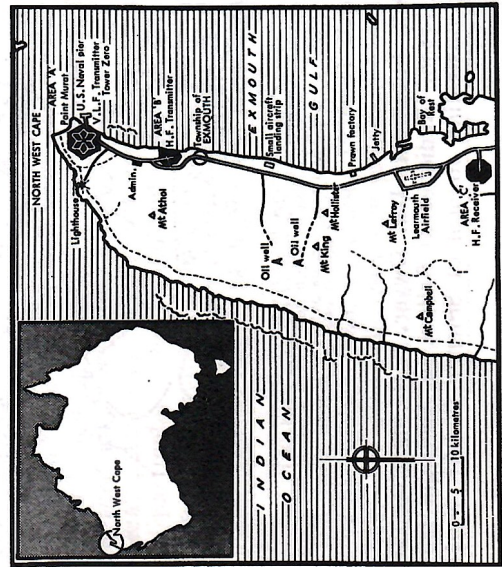 NORTH WEST CAPE
AREA 'A'
Point Murat
U.S. Naval pier
V.L.F. Transmitter
Tower Zero
Lighthouse
Admin.
AREA 'B'
H.F. Transmitter
Township of
EXMOUTH
Mt Athol
EXMOUTH
GULF
Small aircraft
landing strip
Oil well
A
A Oil well
Mt King
Mt Hollister
Prawn factory
Jetty
Mt Lefroy
Learmonth
Airfield
Bay of
Rest
AREA 'C'
H.F. Receiver
Mt Campbell
North West Cape
INDIAN
OCEAN
0 5 10 kilometres